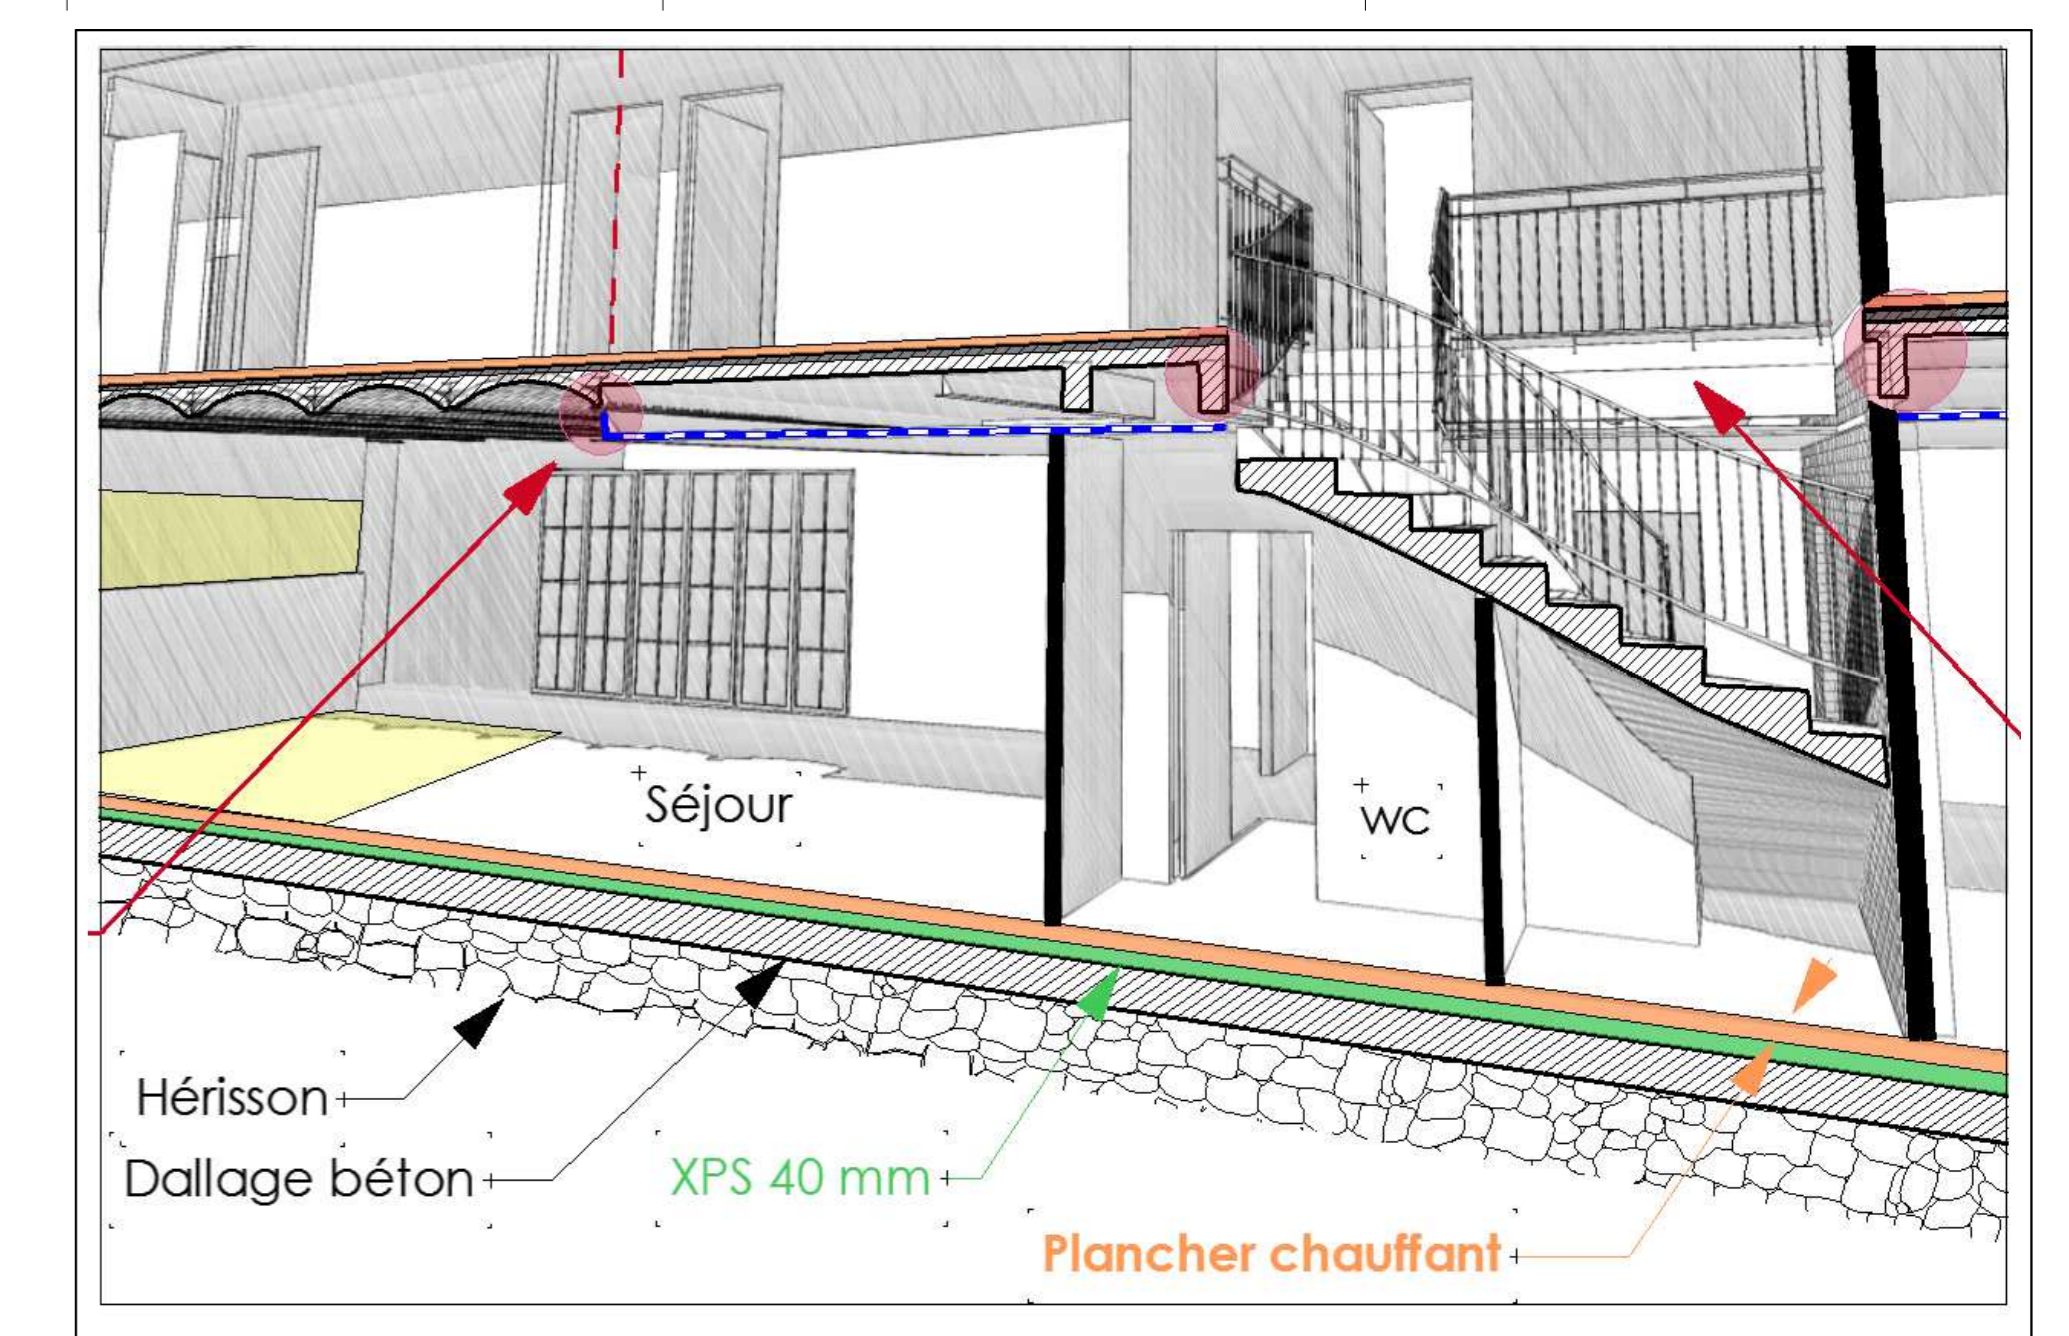 Séjour
WC
Hérisson
Dallage béton
XPS 40 mm
Plancher chauffant